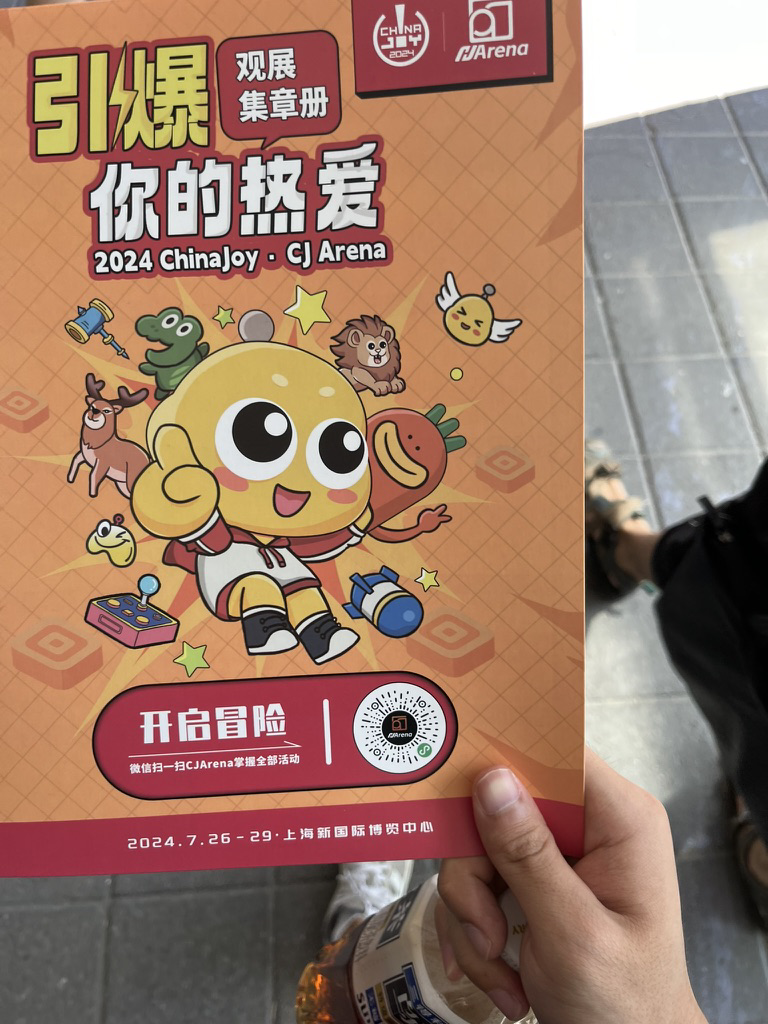 CHINA
JOY
2024
CJArena
引爆
观展
集章册
你的热爱
2024 ChinaJoy · CJ Arena
开启冒险
微信扫一扫CJArena掌握全部活动
CJArena
2024.7.26-29·上海新国际博览中心